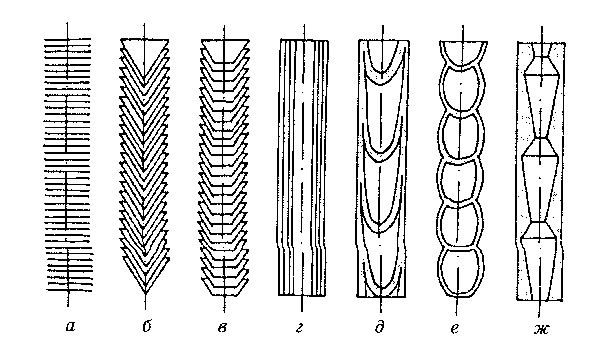 а б в г д е ж